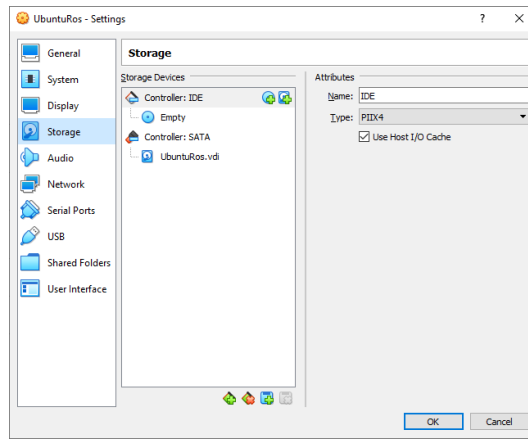 UbuntuRos - Settings
?
General
System
Display
Storage
Audio
Network
Serial Ports
USB
Shared Folders
User Interface
Storage
Storage Devices
Controller: IDE
Empty
Controller: SATA
UbuntuRos.vdi
Attributes
Name: IDE
Type: PIIX4
Use Host I/O Cache
OK Cancel